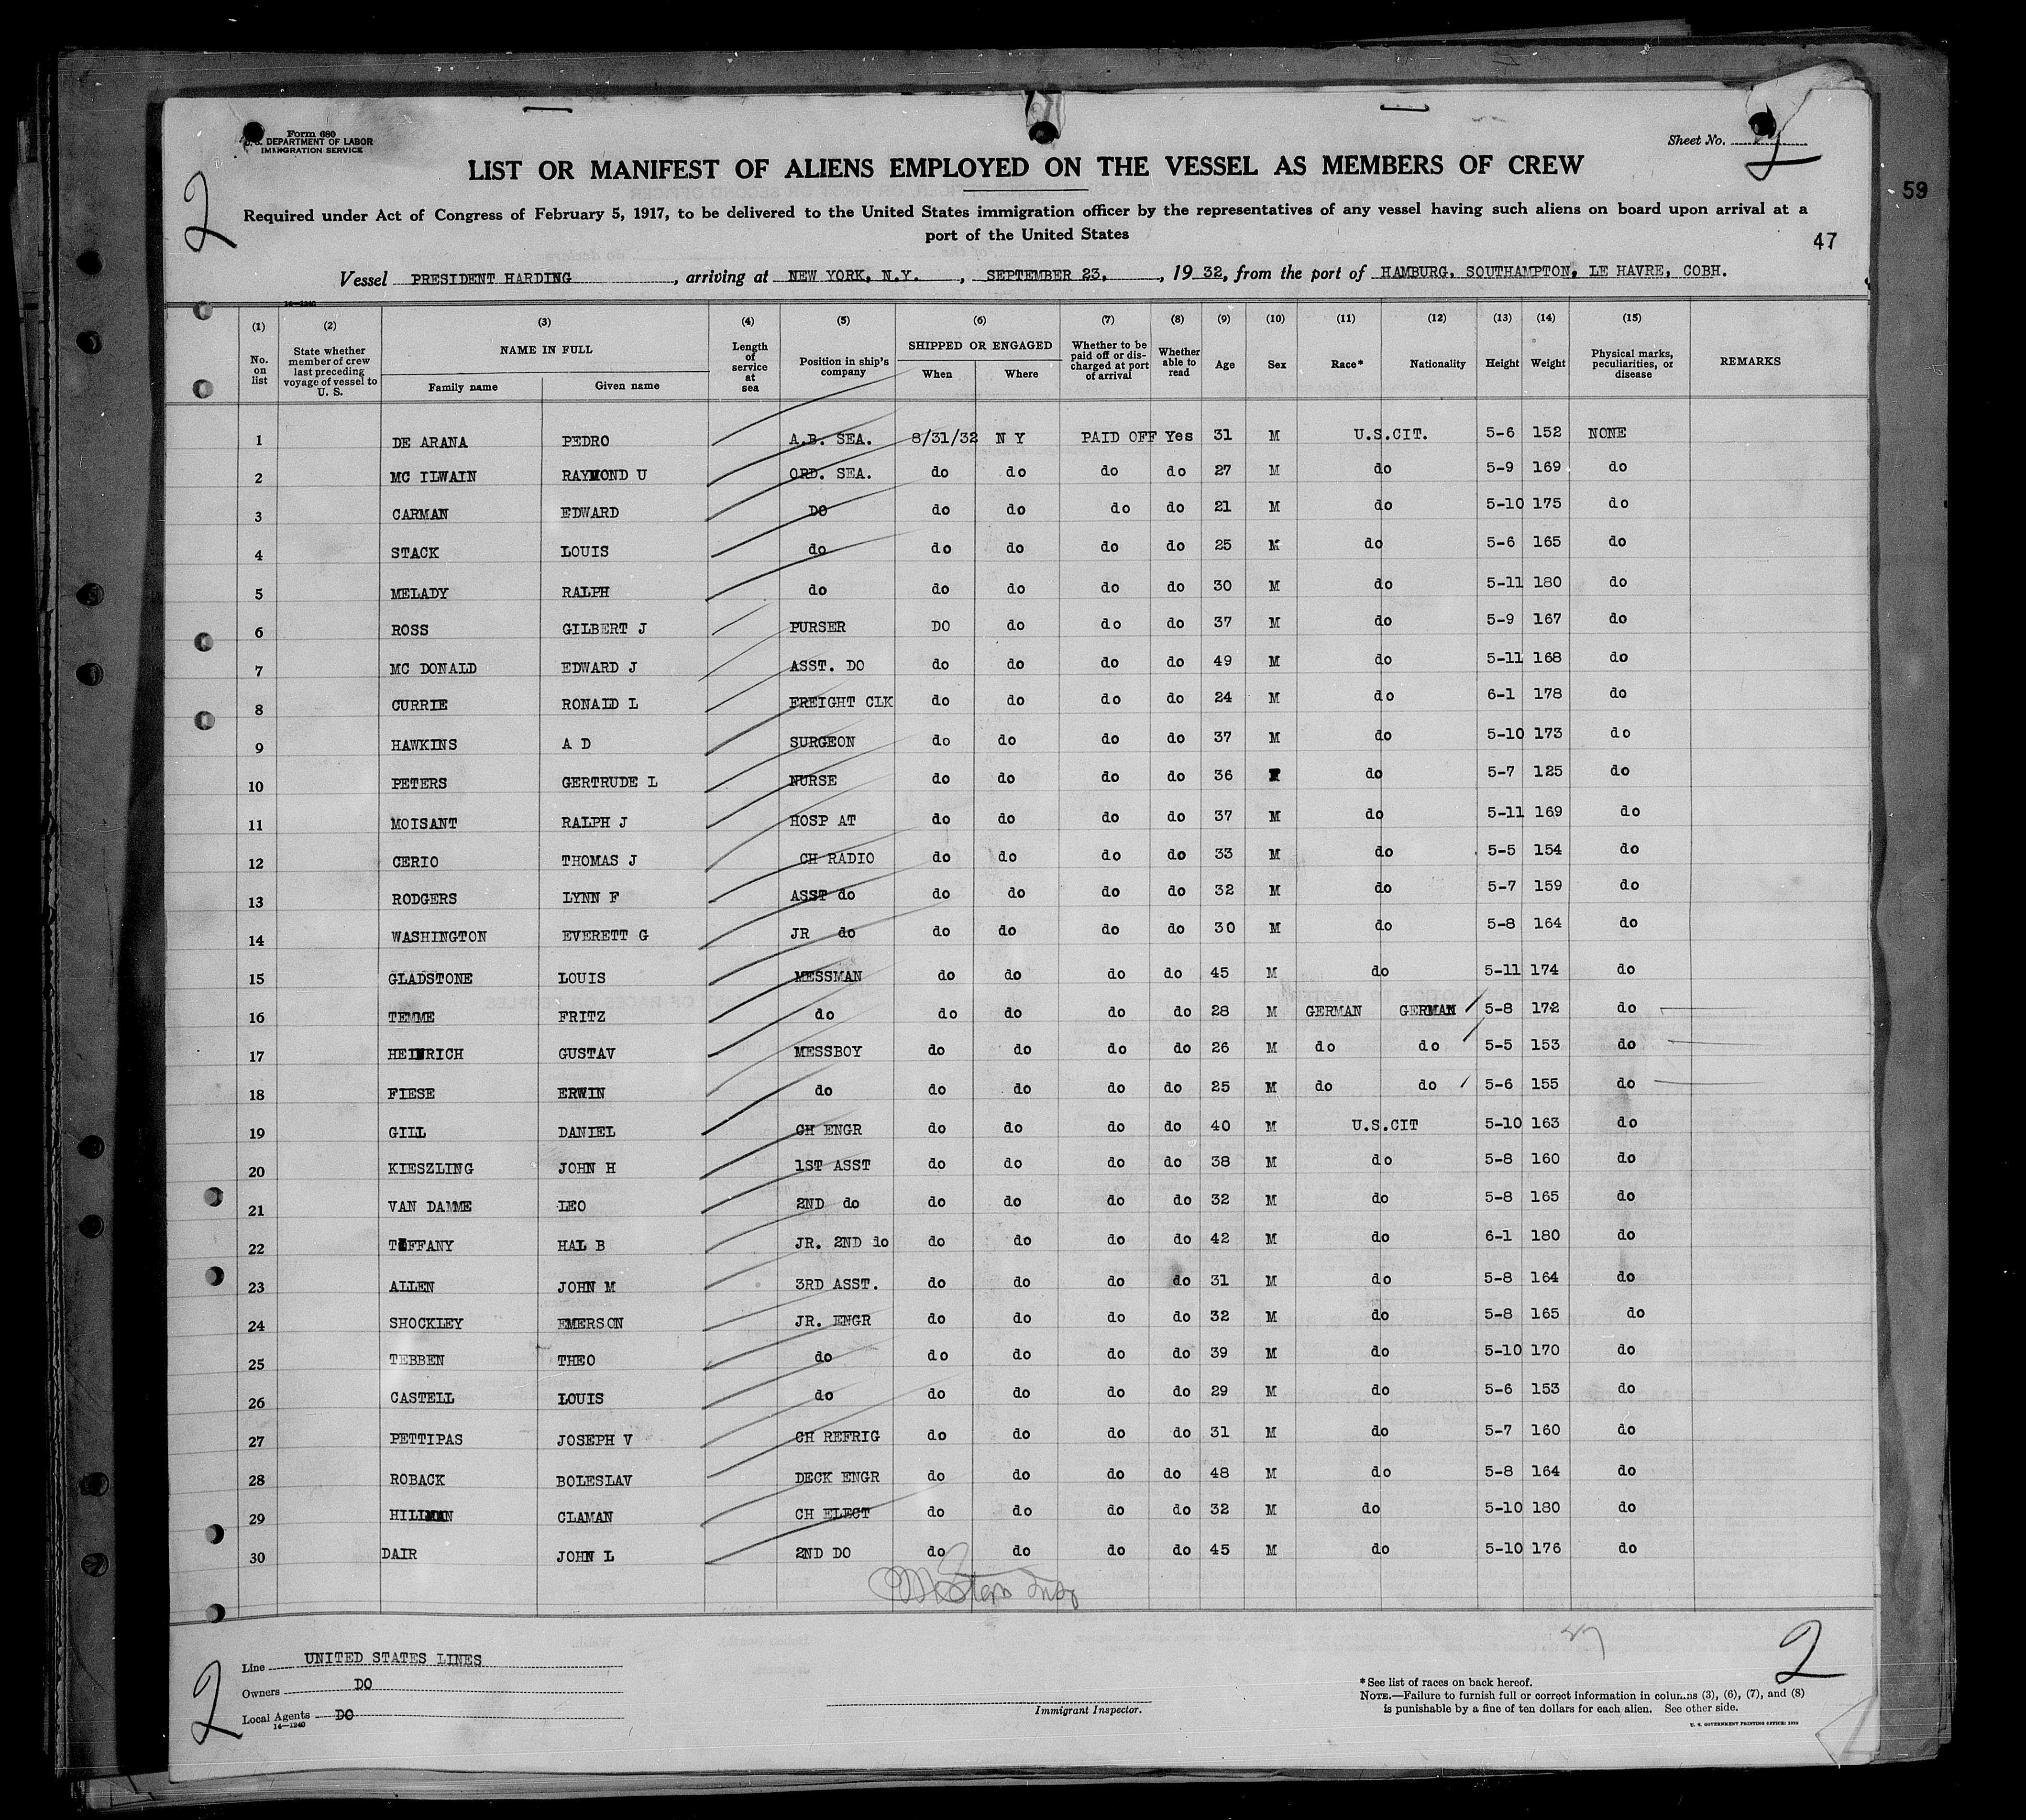 Form 680
U. S. DEPARTMENT OF LABOR
IMMIGRATION SERVICE
Sheet No. 2
LIST OR MANIFEST OF ALIENS EMPLOYED ON THE VESSEL AS MEMBERS OF CREW
2
59
Required under Act of Congress of February 5, 1917, to be delivered to the United States immigration officer by the representatives of any vessel having such aliens on board upon arrival at a
port of the United States
47
Vessel PRESIDENT HARDING, arriving at NEW YORK, N.Y., SEPTEMBER 23, 1932, from the port of HAMBURG, SOUTHAMPTON, LE HAVRE, COBH.
14—1240
(1) (2) (3) (4) (5) (6) (7) (8) (9) (10) (11) (12) (13) (14) (15)
No. on list State whether member of crew last preceding voyage of vessel to U. S. NAME IN FULL Family name Given name Length of service at sea Position in ship's company SHIPPED OR ENGAGED When Where Whether to be paid off or discharged at port of arrival Whether able to read Age Sex Race* Nationality Height Weight Physical marks, peculiarities, or disease REMARKS
1 DE ARANA PEDRO A.B. SEA. 8/31/32 N Y PAID OFF Yes 31 M U.S.CIT. 5-6 152 NONE
2 MC ILWAIN RAYMOND U ORD. SEA. do do do do 27 M do 5-9 169 do
3 CARMAN EDWARD DO do do do do 21 M do 5-10 175 do
4 STACK LOUIS do do do do do 25 M do 5-6 165 do
5 MELADY RALPH do do do do do 30 M do 5-11 180 do
6 ROSS GILBERT J PURSER DO do do do 37 M do 5-9 167 do
7 MC DONALD EDWARD J ASST. DO do do do do 49 M do 5-11 168 do
8 CURRIE RONALD L FREIGHT CLK do do do do 24 M do 6-1 178 do
9 HAWKINS A D SURGEON do do do do 37 M do 5-10 173 do
10 PETERS GERTRUDE L NURSE do do do do 36 F do 5-7 125 do
11 MOISANT RALPH J HOSP AT do do do do 37 M do 5-11 169 do
12 CERIO THOMAS J CH RADIO do do do do 33 M do 5-5 154 do
13 RODGERS LYNN F ASST do do do do do 32 M do 5-7 159 do
14 WASHINGTON EVERETT G JR do do do do do 30 M do 5-8 164 do
15 GLADSTONE LOUIS MESSMAN do do do do 45 M do 5-11 174 do
16 TEMME FRITZ do do do do do 28 M GERMAN GERMAN 5-8 172 do
17 HEINRICH GUSTAV MESSBOY do do do do 26 M do do 5-5 153 do
18 FIESE ERWIN do do do do do 25 M do do 5-6 155 do
19 GILL DANIEL CH ENGR do do do do 40 M U.S.CIT 5-10 163 do
20 KIESZLING JOHN H 1ST ASST do do do do 38 M do 5-8 160 do
21 VAN DAMME LEO 2ND do do do do do 32 M do 5-8 165 do
22 TIFFANY HAL B JR. 2ND do do do do do 42 M do 6-1 180 do
23 ALLEN JOHN M 3RD ASST. do do do do 31 M do 5-8 164 do
24 SHOCKLEY EMERSON JR. ENGR do do do do 32 M do 5-8 165 do
25 TEBBEN THEO do do do do do 39 M do 5-10 170 do
26 CASTELL LOUIS do do do do do 29 M do 5-6 153 do
27 PETTIPAS JOSEPH V CH REFRIG do do do do 31 M do 5-7 160 do
28 ROBACK BOLESLAV DECK ENGR do do do do 48 M do 5-8 164 do
29 HILLMAN CLAMAN CH ELECT do do do do 32 M do 5-10 180 do
30 DAIR JOHN L 2ND DO do do do do 45 M do 5-10 176 do
2
2
Line UNITED STATES LINES
Owners DO
Local Agents DO
14—1240
Immigrant Inspector.
*See list of races on back hereof.
NOTE.—Failure to furnish full or correct information in columns (3), (6), (7), and (8)
is punishable by a fine of ten dollars for each alien. See other side.
U. S. GOVERNMENT PRINTING OFFICE: 1930